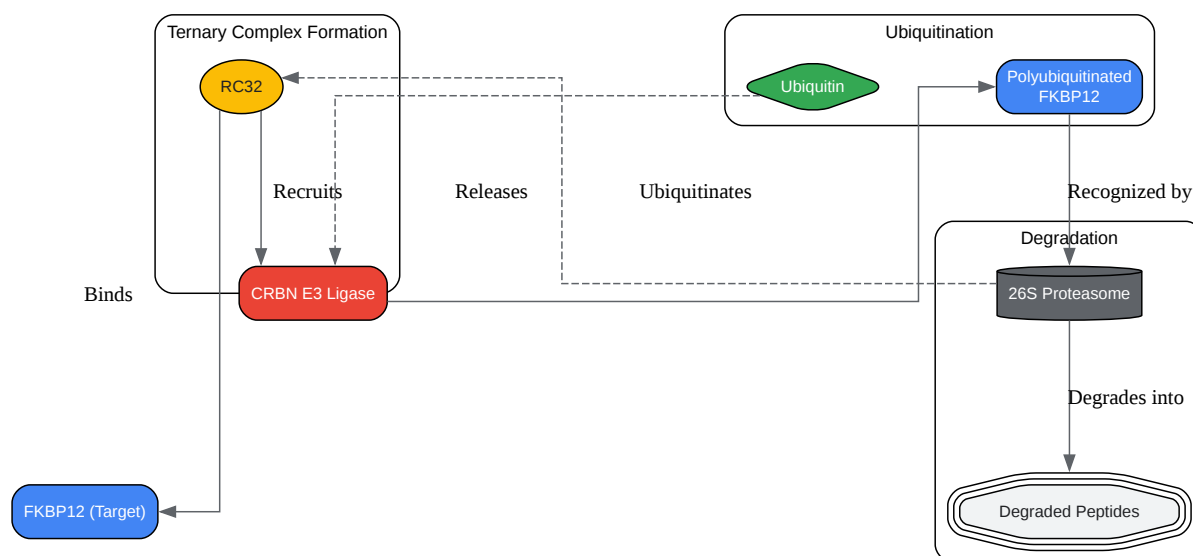 Ternary Complex Formation
Ubiquitination
RC32
Ubiquitin
Polyubiquitinated
FKBP12
Recruits
Releases
Ubiquitinates
Recognized by
Degradation
Binds
CRBN E3 Ligase
26S Proteasome
Degrades into
FKBP12 (Target)
Degraded Peptides